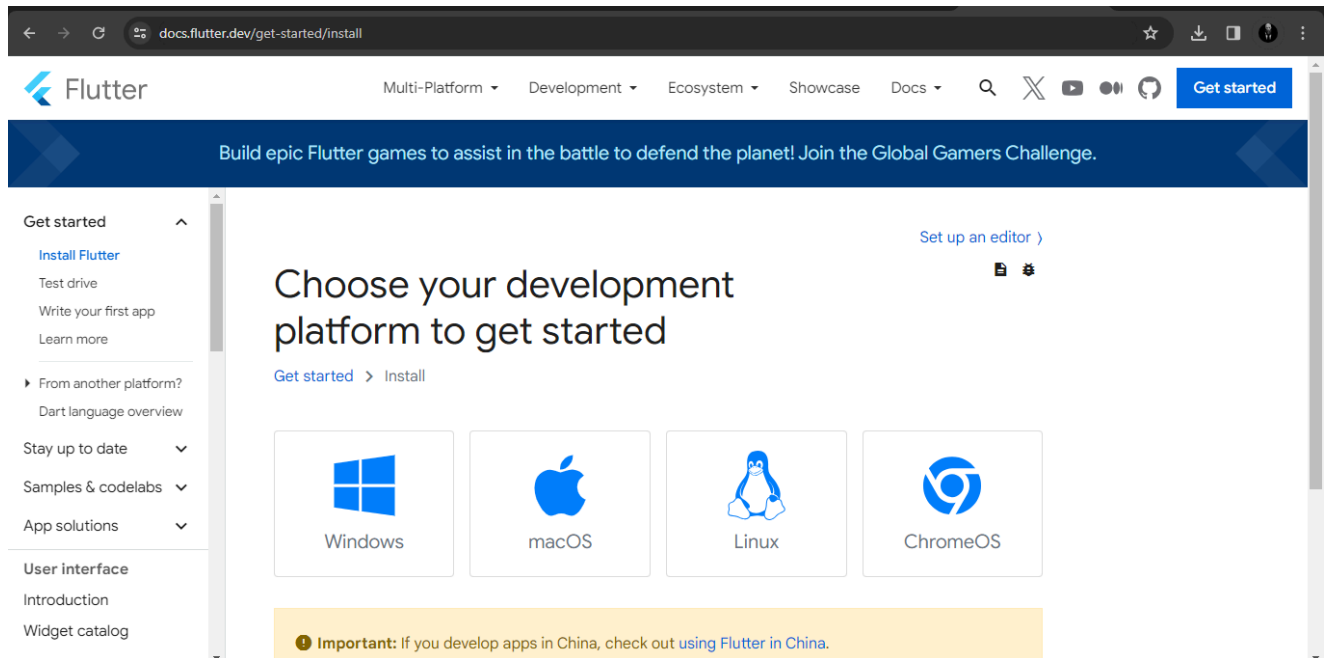 docs.flutter.dev/get-started/install
Flutter
Multi-Platform
Development
Ecosystem
Showcase
Docs
Get started
Build epic Flutter games to assist in the battle to defend the planet! Join the Global Gamers Challenge.
Get started
Install Flutter
Test drive
Write your first app
Learn more
From another platform?
Dart language overview
Stay up to date
Samples & codelabs
App solutions
User interface
Introduction
Widget catalog
Set up an editor
Choose your development
platform to get started
Get started > Install
Windows
macOS
Linux
ChromeOS
Important: If you develop apps in China, check out using Flutter in China.